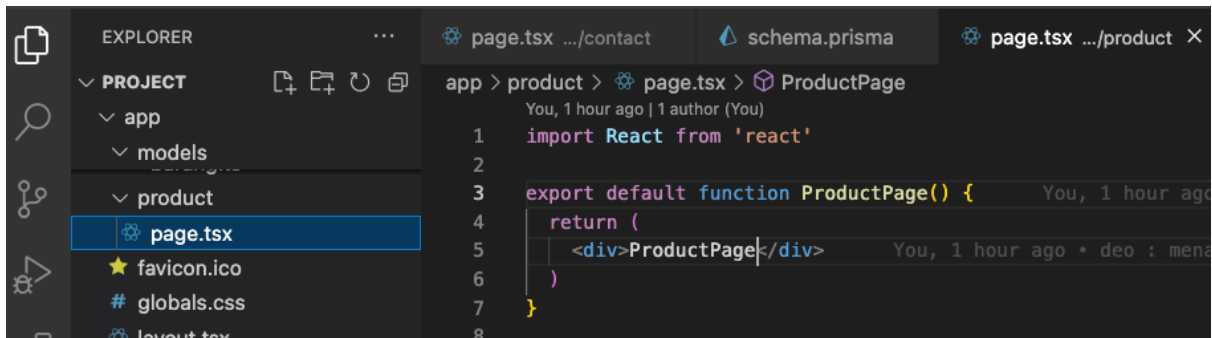 EXPLORER ...
PROJECT
app
models
product
page.tsx
favicon.ico
# globals.css
layout.tsx
page.tsx .../contact
schema.prisma
page.tsx .../product
app > product > page.tsx > ProductPage
You, 1 hour ago | 1 author (You)
1 import React from 'react'
2
3 export default function ProductPage() { You, 1 hour ago
4 return (
5 <div>ProductPage</div> You, 1 hour ago • deo : mena
6 )
7 }
8